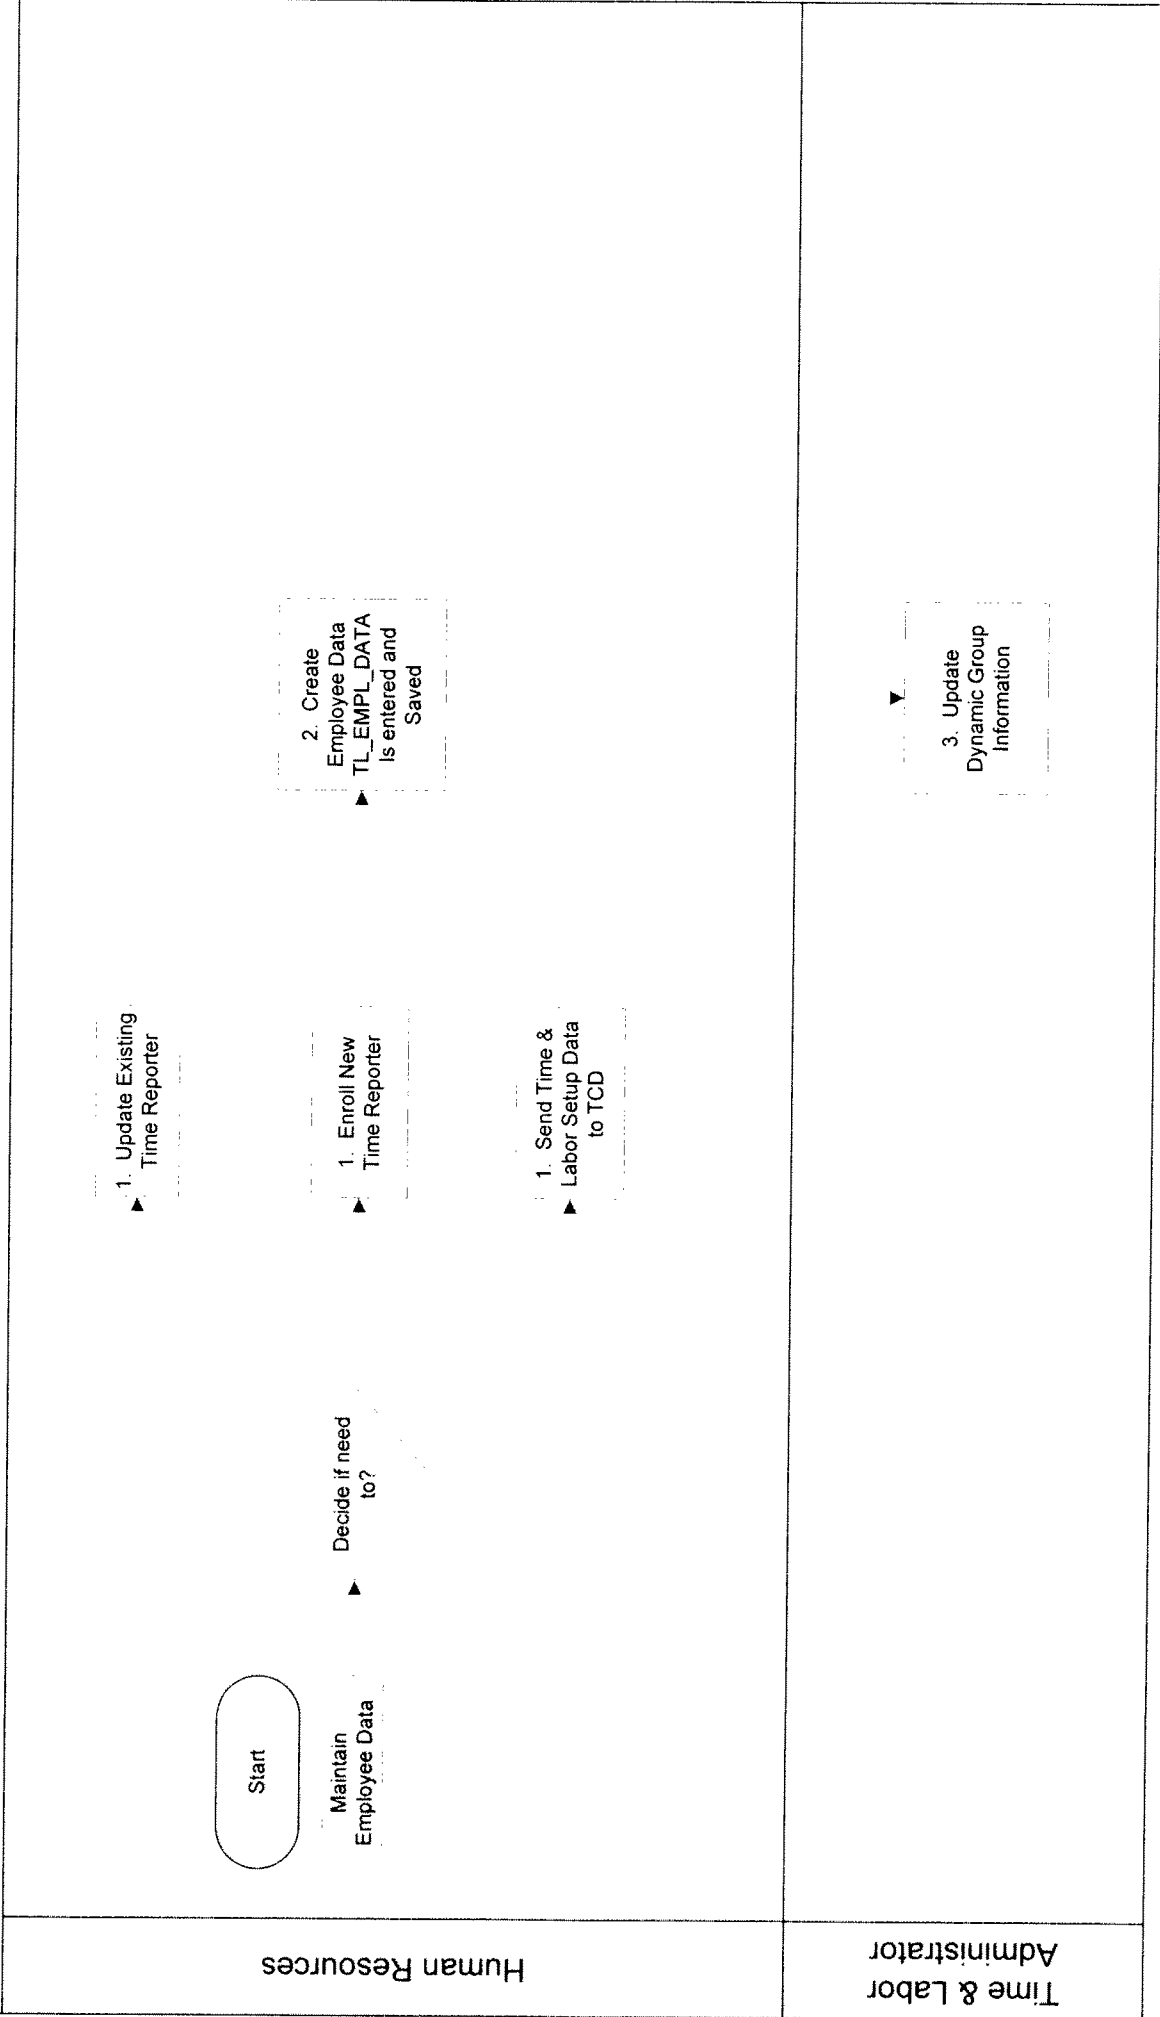 Human Resources
Start
Maintain
Employee Data
Decide if need
to?
1. Update Existing
Time Reporter
1. Enroll New
Time Reporter
1. Send Time &
Labor Setup Data
to TCD
2. Create
Employee Data
TL_EMPL_DATA
Is entered and
Saved
Time & Labor
Administrator
3. Update
Dynamic Group
Information